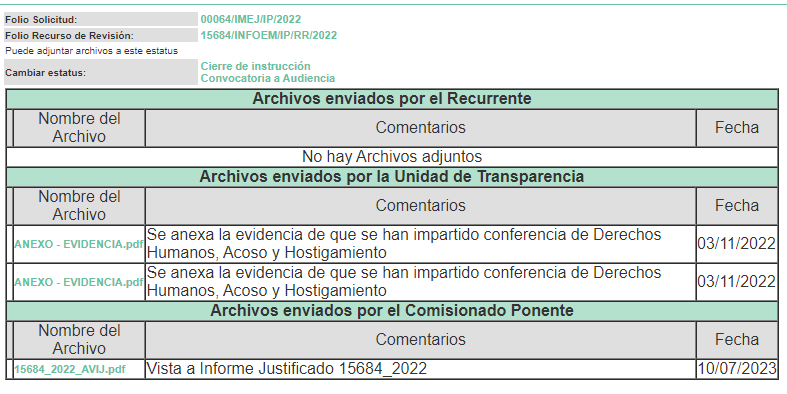 Folio Solicitud: 00064/IMEJ/IP/2022
Folio Recurso de Revisión: 15684/INFOEM/IP/RR/2022
Puede adjuntar archivos a este estatus
Cambiar estatus: Cierre de instrucción
Convocatoria a Audiencia
Archivos enviados por el Recurrente
Nombre del Archivo Comentarios Fecha
No hay Archivos adjuntos
Archivos enviados por la Unidad de Transparencia
Nombre del Archivo Comentarios Fecha
ANEXO - EVIDENCIA.pdf Se anexa la evidencia de que se han impartido conferencia de Derechos Humanos, Acoso y Hostigamiento 03/11/2022
ANEXO - EVIDENCIA.pdf Se anexa la evidencia de que se han impartido conferencia de Derechos Humanos, Acoso y Hostigamiento 03/11/2022
Archivos enviados por el Comisionado Ponente
Nombre del Archivo Comentarios Fecha
15684_2022_AVIJ.pdf Vista a Informe Justificado 15684_2022 10/07/2023